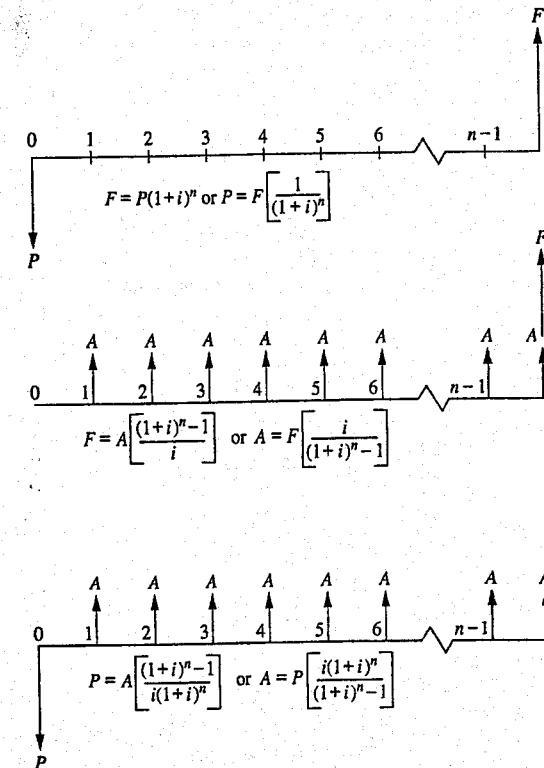 F
0 1 2 3 4 5 6 n–1
F = P(1+i)^n or P = F[1/(1+i)^n]
P
F
A A A A A A A A
0 1 2 3 4 5 6 n–1
F = A[((1+i)^n–1)/i] or A = F[i/((1+i)^n–1)]
A A A A A A A
0 1 2 3 4 5 6 n–1
P = A[((1+i)^n–1)/(i(1+i)^n)] or A = P[(i(1+i)^n)/((1+i)^n–1)]
P